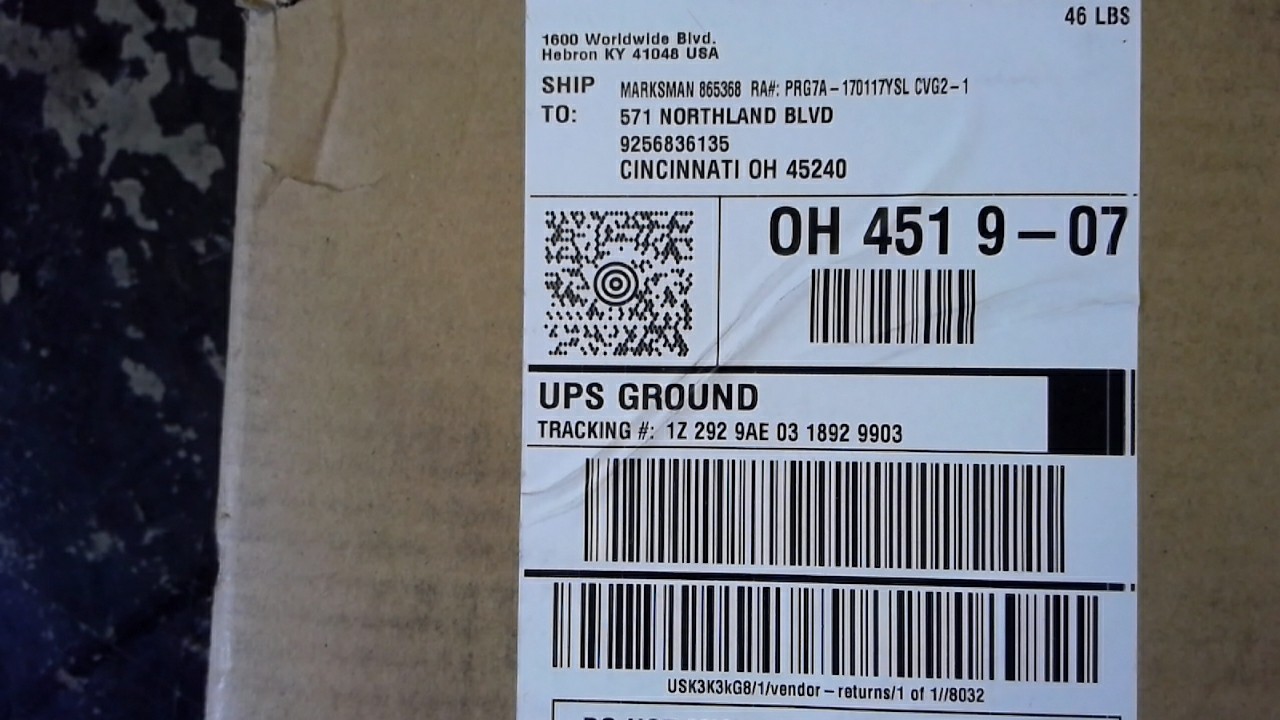 46 LBS
1600 Worldwide Blvd.
Hebron KY 41048 USA
SHIP TO:
MARKSMAN 865368 RA#: PRG7A-170117YSL CVG2-1
571 NORTHLAND BLVD
9256836135
CINCINNATI OH 45240
OH 451 9-07
UPS GROUND
TRACKING #: 1Z 292 9AE 03 1892 9903
USK3K3kG8/1/vendor-returns/1 of 1//8032